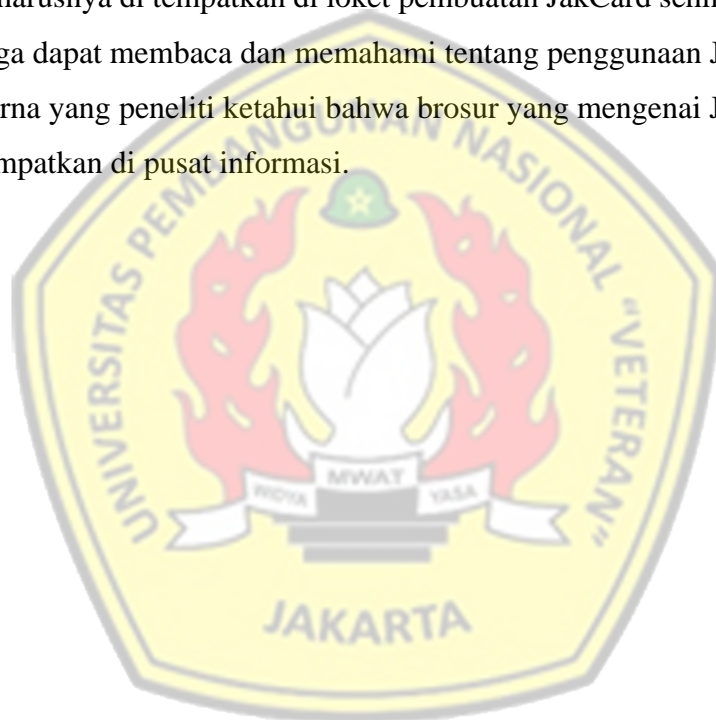 harusnya di tempatkan di loket pembuatan JakCard
ga dapat membaca dan memahami tentang penggunaan J
rna yang peneliti ketahui bahwa brosur yang mengenai J
mpatkan di pusat informasi.
UNIVERSITAS PEMBANGUNAN NASIONAL "VETERAN"
WIDYA MWAT YASA
JAKARTA